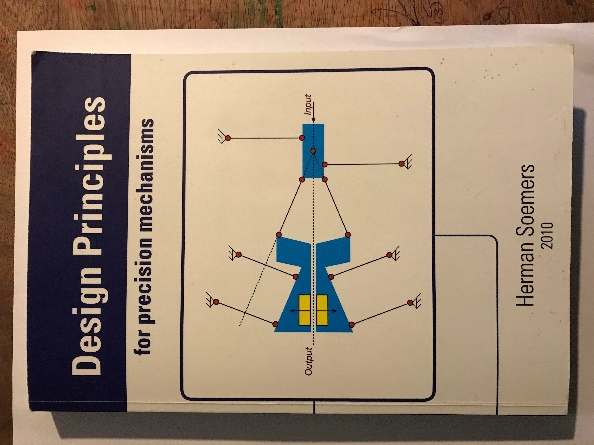 Design Principles
for precision mechanisms
Input
Output
Herman Soemers
2010